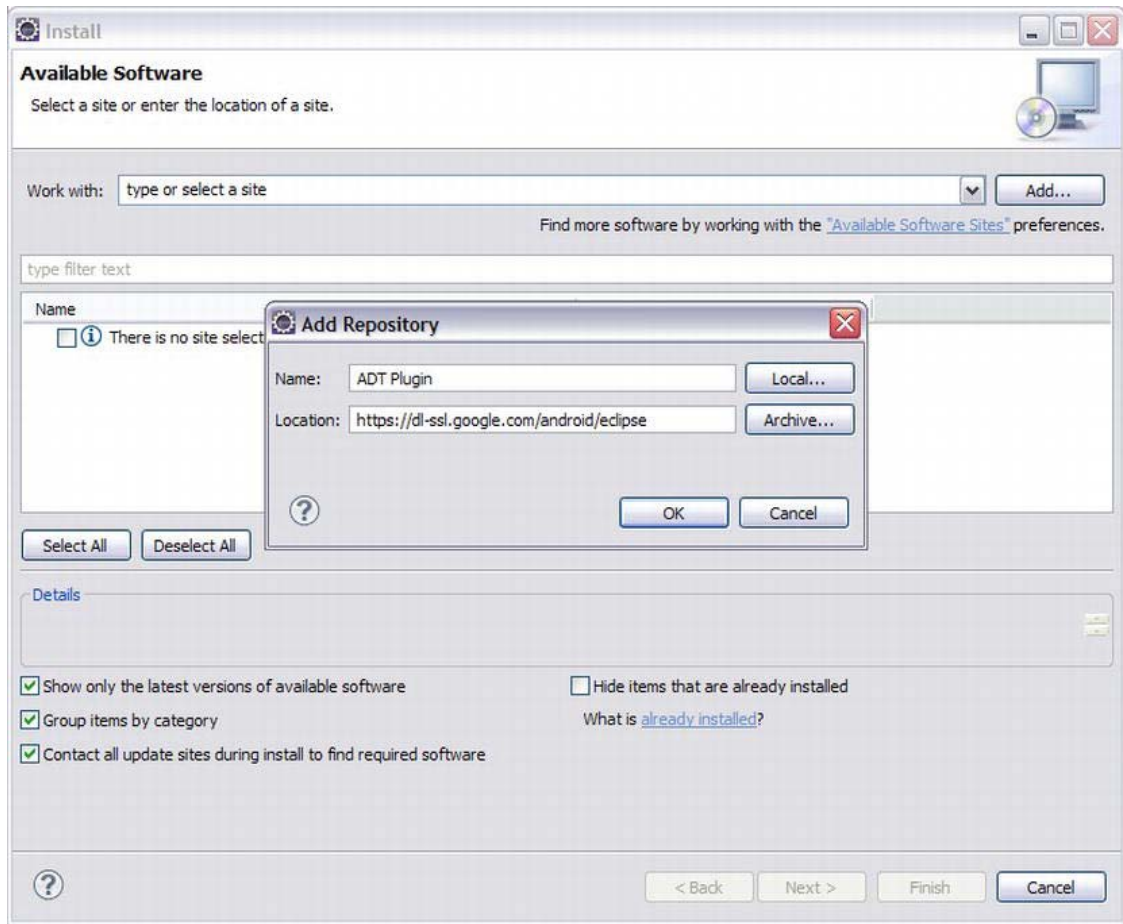 Install
Available Software
Select a site or enter the location of a site.
Work with: type or select a site Add...
Find more software by working with the "Available Software Sites" preferences.
type filter text
Name
There is no site select
Add Repository
Name: ADT Plugin Local...
Location: https://dl-ssl.google.com/android/eclipse Archive...
OK Cancel
Select All Deselect All
Details
Show only the latest versions of available software Hide items that are already installed
Group items by category What is already installed?
Contact all update sites during install to find required software
< Back Next > Finish Cancel